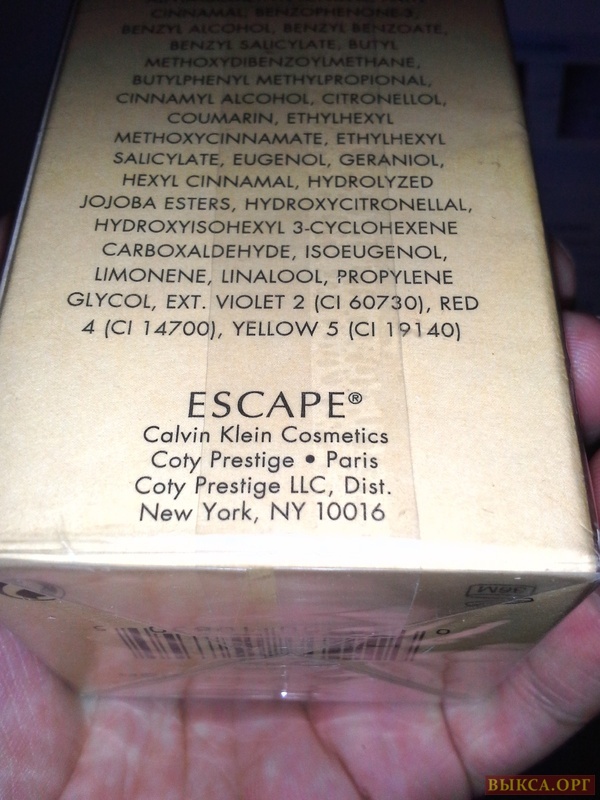 CINNAMAL, BENZOPHENONE-3,
BENZYL ALCOHOL, BENZYL BENZOATE,
BENZYL SALICYLATE, BUTYL
METHOXYDIBENZOYLMETHANE,
BUTYLPHENYL METHYLPROPIONAL,
CINNAMYL ALCOHOL, CITRONELLOL,
COUMARIN, ETHYLHEXYL
METHOXYCINNAMATE, ETHYLHEXYL
SALICYLATE, EUGENOL, GERANIOL,
HEXYL CINNAMAL, HYDROLYZED
JOJOBA ESTERS, HYDROXYCITRONELLAL,
HYDROXYISOHEXYL 3-CYCLOHEXENE
CARBOXALDEHYDE, ISOEUGENOL,
LIMONENE, LINALOOL, PROPYLENE
GLYCOL, EXT. VIOLET 2 (CI 60730), RED
4 (CI 14700), YELLOW 5 (CI 19140)
ESCAPE®
Calvin Klein Cosmetics
Coty Prestige • Paris
Coty Prestige LLC, Dist.
New York, NY 10016
36M
ВЫКСА.ОРГ